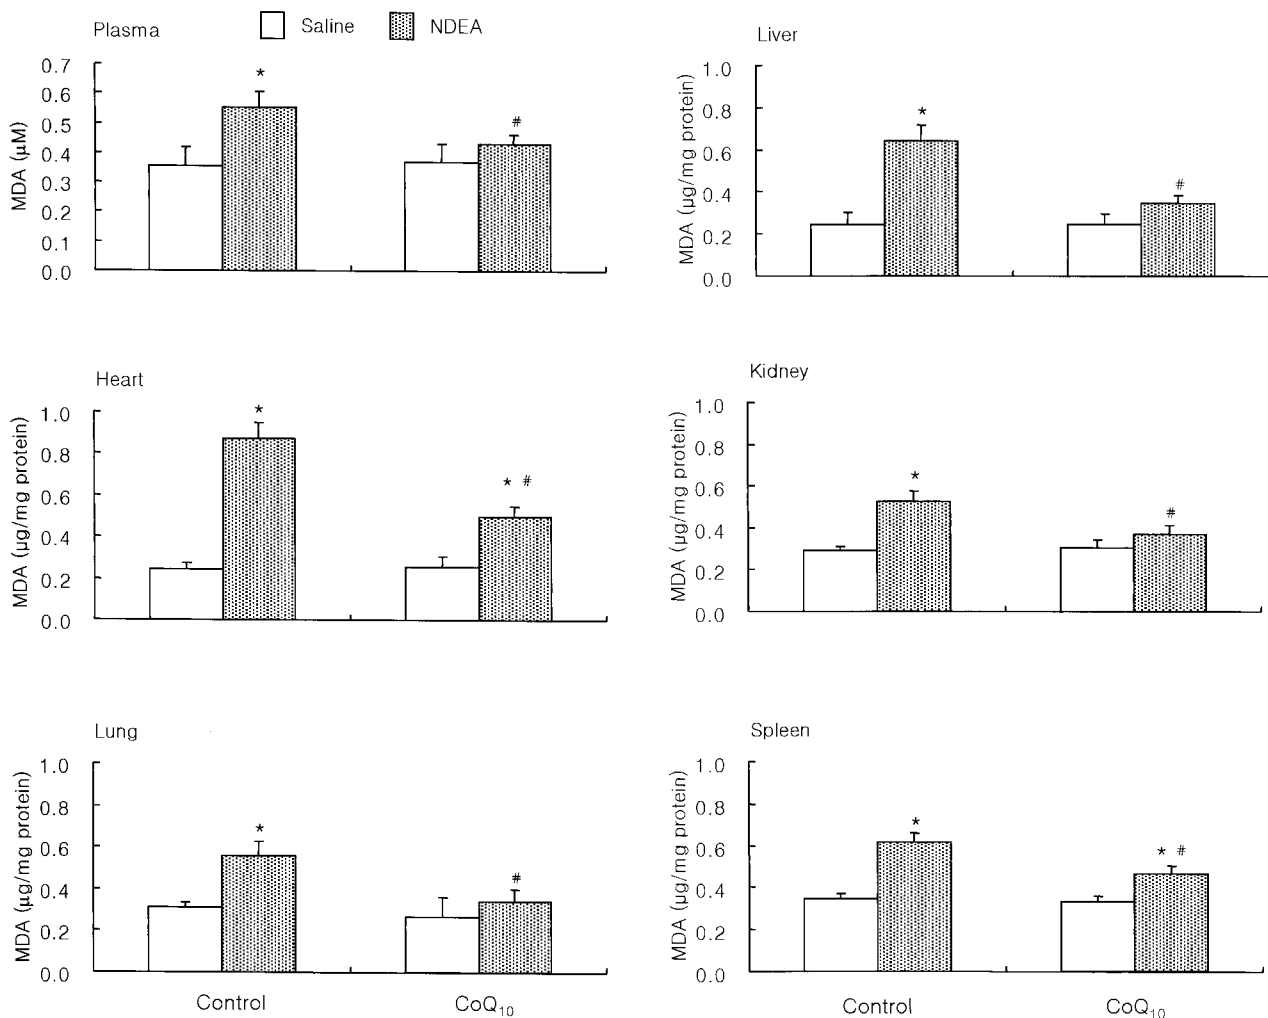 Plasma
Saline
NDEA
MDA (μM)
0.7
0.6
0.5
0.4
0.3
0.2
0.1
0.0
*
#
Liver
MDA (μg/mg protein)
1.0
0.8
0.6
0.4
0.2
0.0
*
#
Heart
MDA (μg/mg protein)
1.0
0.8
0.6
0.4
0.2
0.0
*
* #
Kidney
MDA (μg/mg protein)
1.0
0.8
0.6
0.4
0.2
0.0
*
#
Lung
MDA (μg/mg protein)
1.0
0.8
0.6
0.4
0.2
0.0
*
#
Control
CoQ₁₀
Spleen
MDA (μg/mg protein)
1.0
0.8
0.6
0.4
0.2
0.0
*
* #
Control
CoQ₁₀